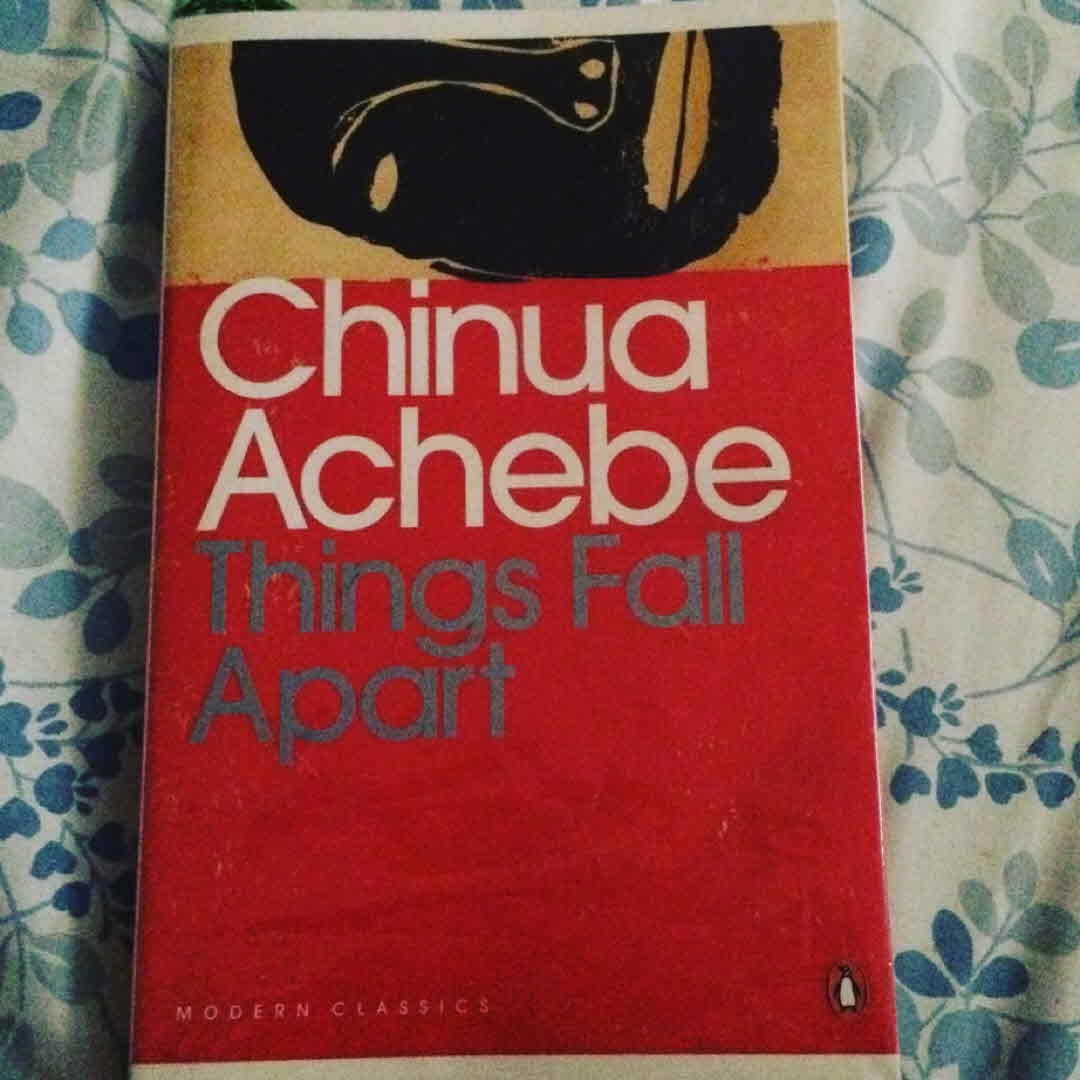 Chinua
Achebe
Things Fall
Apart
MODERN CLASSICS